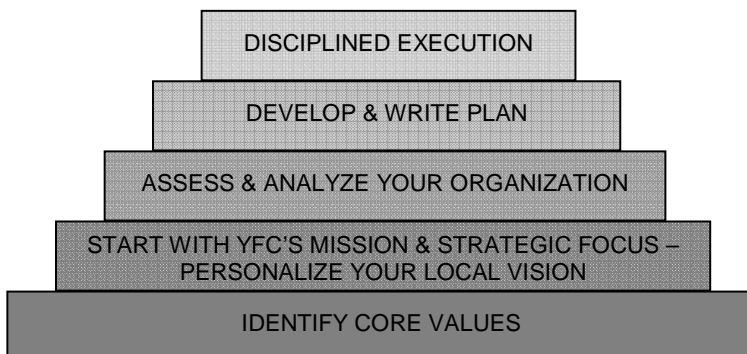 DISCIPLINED EXECUTION
DEVELOP & WRITE PLAN
ASSESS & ANALYZE YOUR ORGANIZATION
START WITH YFC'S MISSION & STRATEGIC FOCUS –
PERSONALIZE YOUR LOCAL VISION
IDENTIFY CORE VALUES